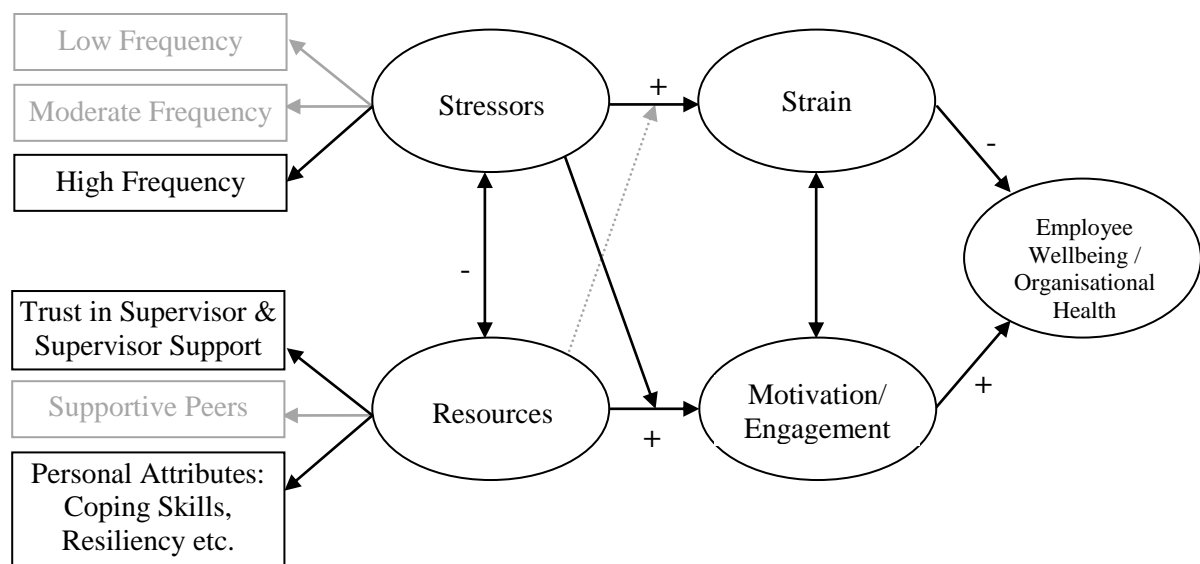 Low Frequency
Moderate Frequency
High Frequency
Stressors
+
Strain
-
Employee
Wellbeing /
Organisational
Health
-
Trust in Supervisor &
Supervisor Support
Supportive Peers
Personal Attributes:
Coping Skills,
Resiliency etc.
Resources
+
Motivation/
Engagement
+